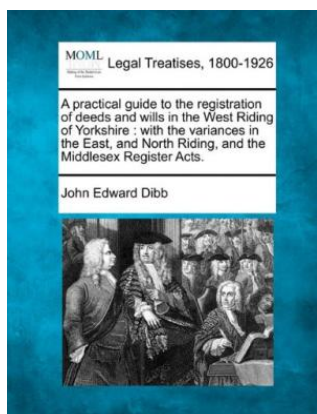 MOML Legal Treatises, 1800-1926
A practical guide to the registration
of deeds and wills in the West Riding
of Yorkshire : with the variances in
the East, and North Riding, and the
Middlesex Register Acts.
John Edward Dibb